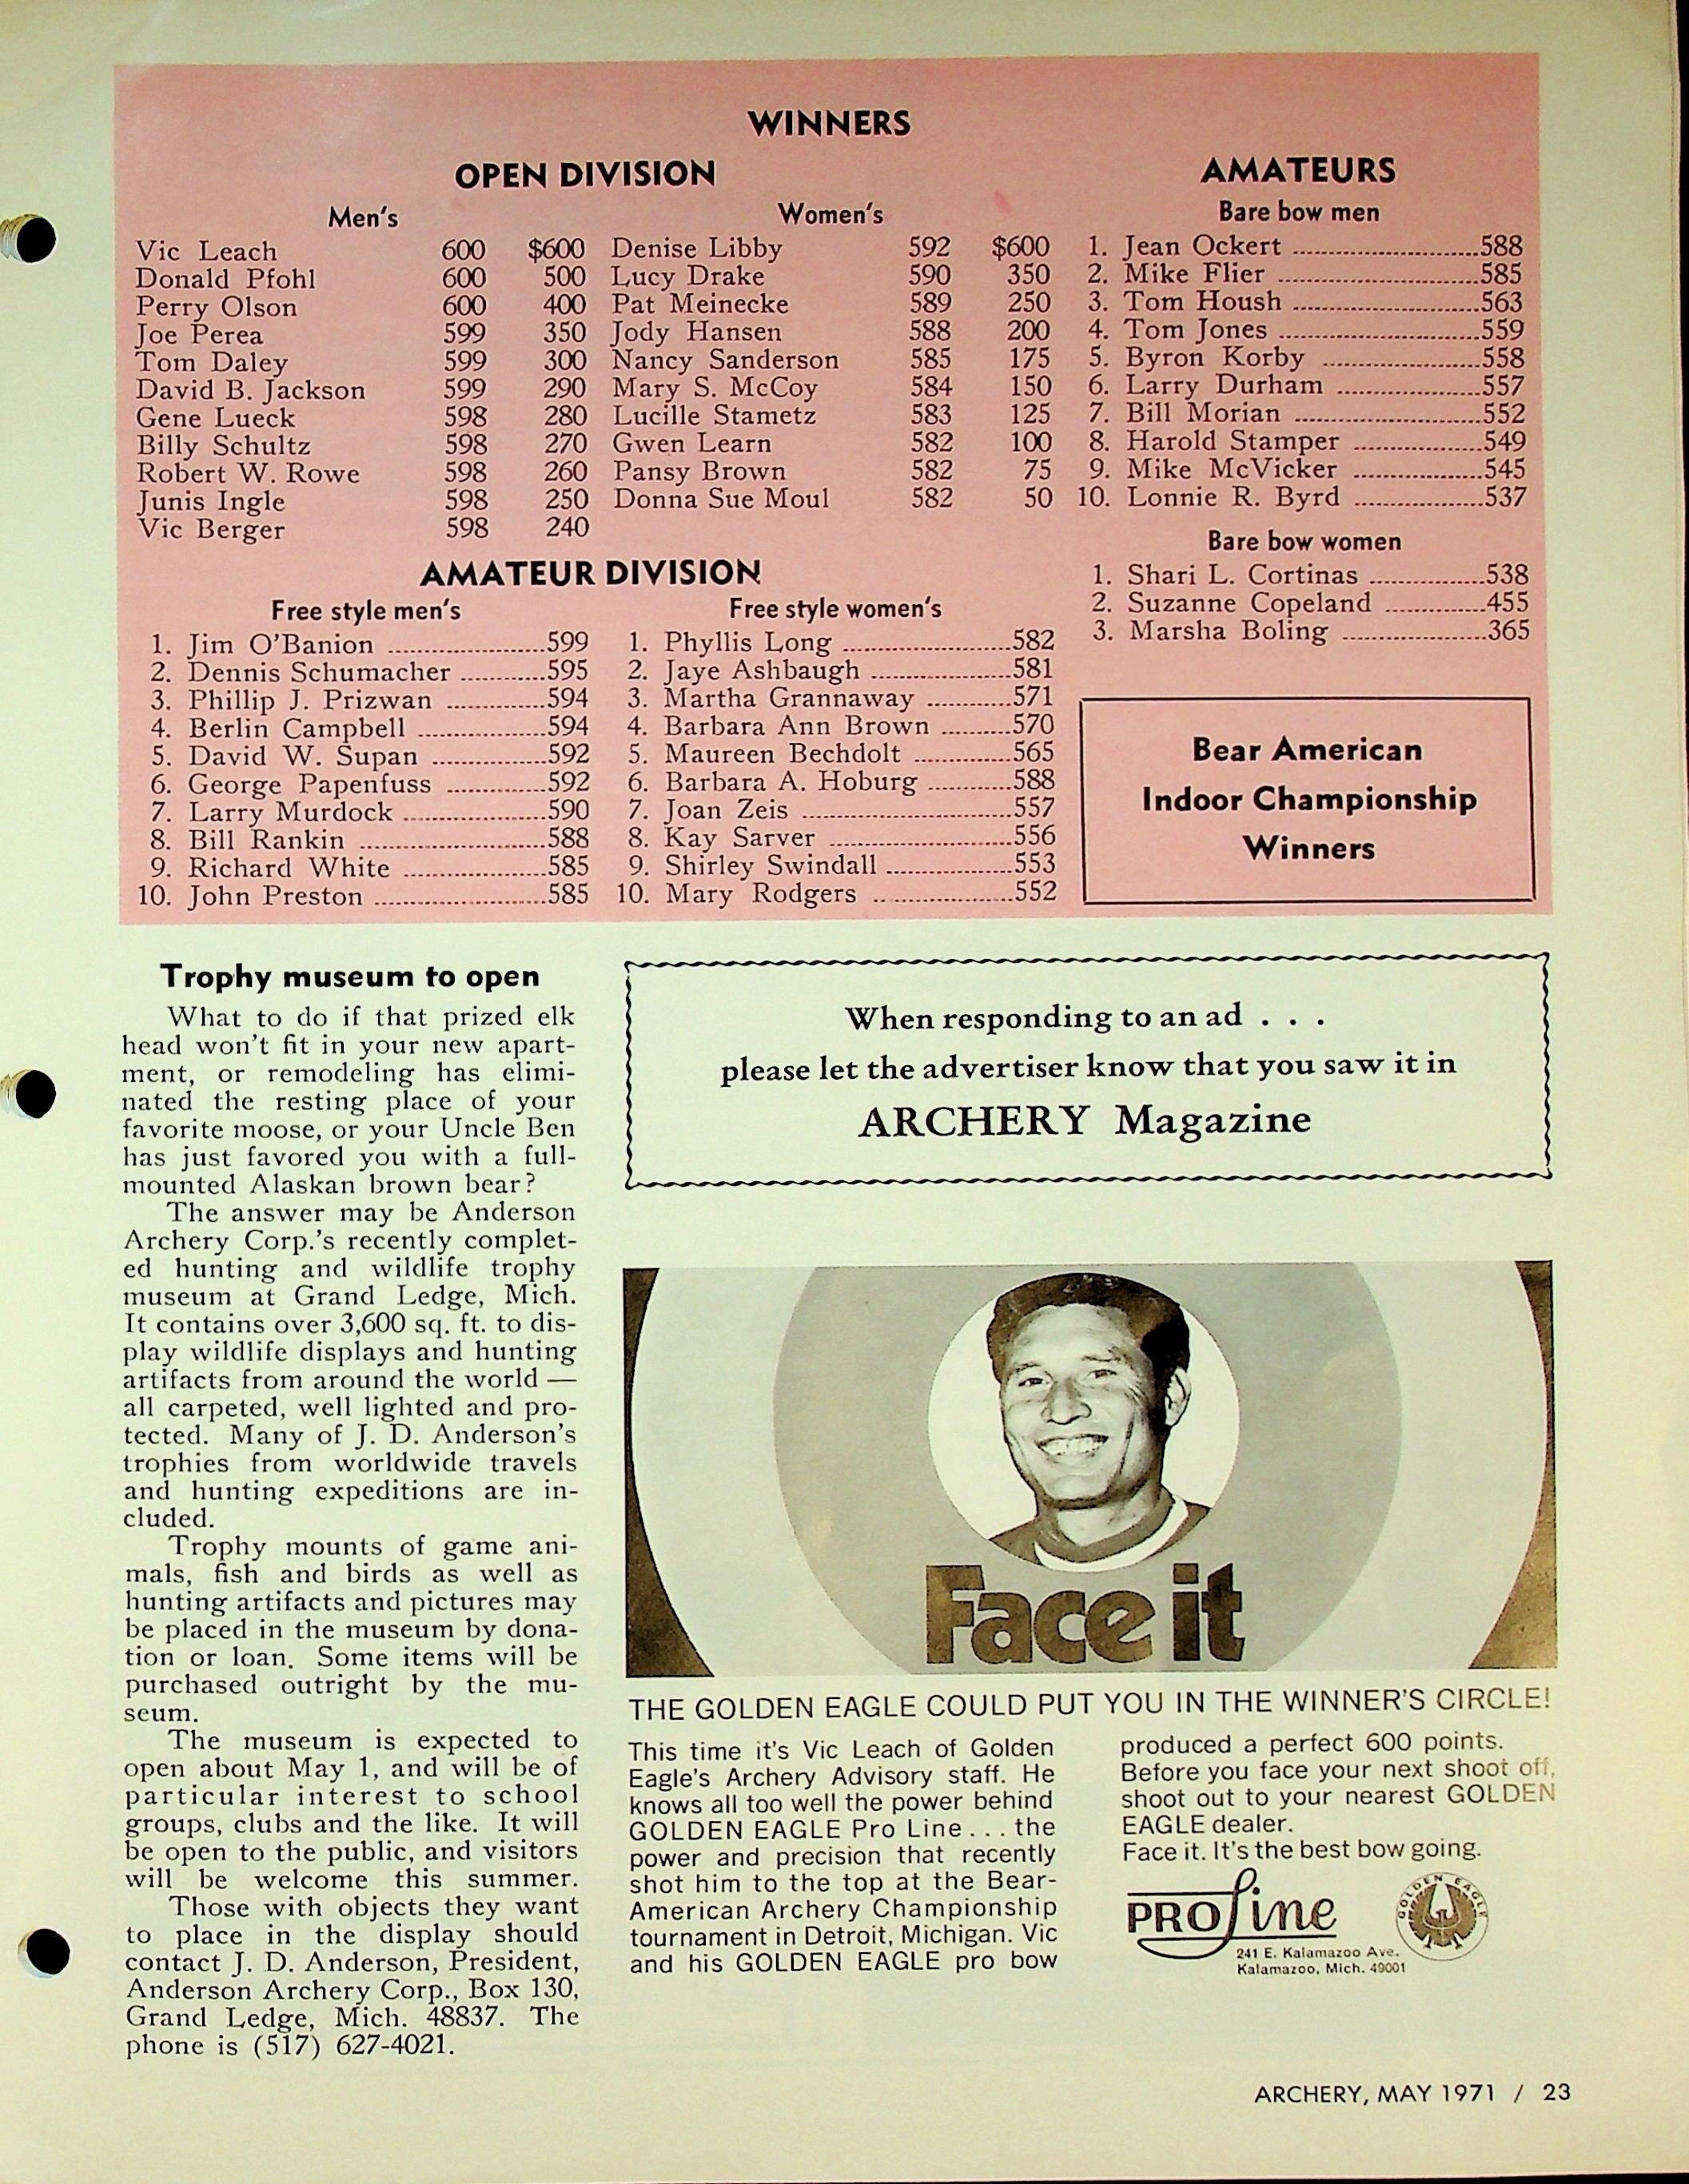 WINNERS
OPEN DIVISION
Men's
Vic Leach 600 $600
Donald Pfohl 600 500
Perry Olson 600 400
Joe Perea 599 350
Tom Daley 599 300
David B. Jackson 599 290
Gene Lueck 598 280
Billy Schultz 598 270
Robert W. Rowe 598 260
Junis Ingle 598 250
Vic Berger 598 240
Women's
Denise Libby 592 $600
Lucy Drake 590 350
Pat Meinecke 589 250
Jody Hansen 588 200
Nancy Sanderson 585 175
Mary S. McCoy 584 150
Lucille Stametz 583 125
Gwen Learn 582 100
Pansy Brown 582 75
Donna Sue Moul 582 50
AMATEUR DIVISION
Free style men's
1. Jim O'Banion 599
2. Dennis Schumacher 595
3. Phillip J. Prizwan 594
4. Berlin Campbell 594
5. David W. Supan 592
6. George Papenfuss 592
7. Larry Murdock 590
8. Bill Rankin 588
9. Richard White 585
10. John Preston 585
Free style women's
1. Phyllis Long 582
2. Jaye Ashbaugh 581
3. Martha Grannaway 571
4. Barbara Ann Brown 570
5. Maureen Bechdolt 565
6. Barbara A. Hoburg 588
7. Joan Zeis 557
8. Kay Sarver 556
9. Shirley Swindall 553
10. Mary Rodgers 552
AMATEURS
Bare bow men
1. Jean Ockert 588
2. Mike Flier 585
3. Tom Housh 563
4. Tom Jones 559
5. Byron Korby 558
6. Larry Durham 557
7. Bill Morian 552
8. Harold Stamper 549
9. Mike McVicker 545
10. Lonnie R. Byrd 537
Bare bow women
1. Shari L. Cortinas 538
2. Suzanne Copeland 455
3. Marsha Boling 365
Bear American
Indoor Championship
Winners
Trophy museum to open
What to do if that prized elk
head won't fit in your new apart-
ment, or remodeling has elimi-
nated the resting place of your
favorite moose, or your Uncle Ben
has just favored you with a full-
mounted Alaskan brown bear?
The answer may be Anderson
Archery Corp.'s recently complet-
ed hunting and wildlife trophy
museum at Grand Ledge, Mich.
It contains over 3,600 sq. ft. to dis-
play wildlife displays and hunting
artifacts from around the world —
all carpeted, well lighted and pro-
tected. Many of J. D. Anderson's
trophies from worldwide travels
and hunting expeditions are in-
cluded.
Trophy mounts of game ani-
mals, fish and birds as well as
hunting artifacts and pictures may
be placed in the museum by dona-
tion or loan. Some items will be
purchased outright by the mu-
seum.
The museum is expected to
open about May 1, and will be of
particular interest to school
groups, clubs and the like. It will
be open to the public, and visitors
will be welcome this summer.
Those with objects they want
to place in the display should
contact J. D. Anderson, President,
Anderson Archery Corp., Box 130,
Grand Ledge, Mich. 48837. The
phone is (517) 627-4021.
When responding to an ad . . .
please let the advertiser know that you saw it in
ARCHERY Magazine
Face it
THE GOLDEN EAGLE COULD PUT YOU IN THE WINNER'S CIRCLE!
This time it's Vic Leach of Golden
Eagle's Archery Advisory staff. He
knows all too well the power behind
GOLDEN EAGLE Pro Line . . . the
power and precision that recently
shot him to the top at the Bear-
American Archery Championship
tournament in Detroit, Michigan. Vic
and his GOLDEN EAGLE pro bow
produced a perfect 600 points.
Before you face your next shoot off,
shoot out to your nearest GOLDEN
EAGLE dealer.
Face it. It's the best bow going.
PRO Line
241 E. Kalamazoo Ave.
Kalamazoo, Mich. 49001
GOLDEN EAGLE
ARCHERY, MAY 1971 / 23